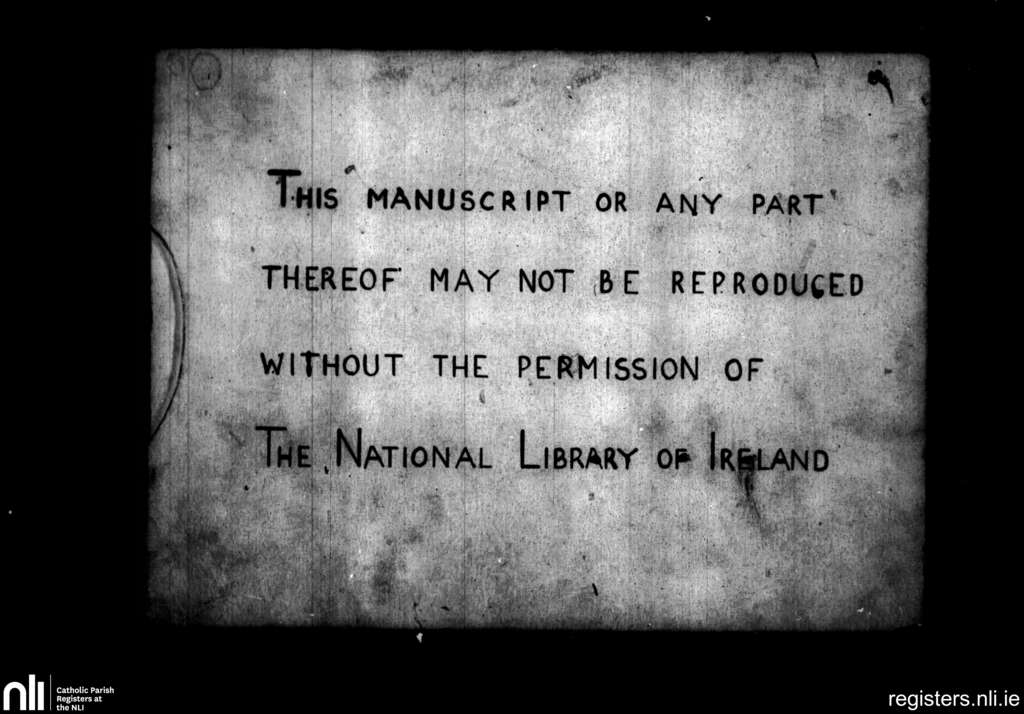 THIS MANUSCRIPT OR ANY PART
THEREOF MAY NOT BE REPRODUCED
WITHOUT THE PERMISSION OF
THE NATIONAL LIBRARY OF IRELAND
nli
Catholic Parish
Registers at
the NLI
registers.nli.ie